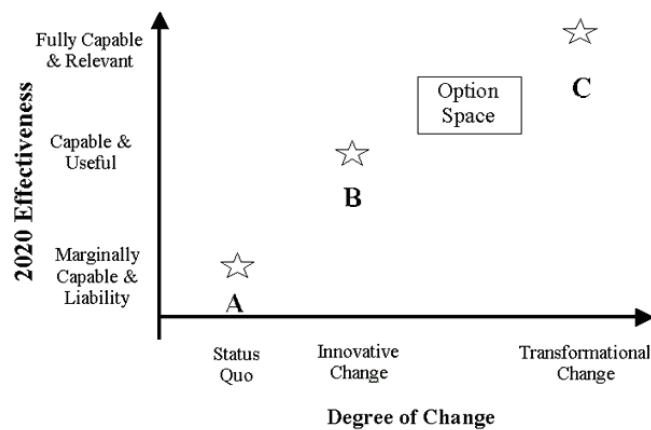 Fully Capable
& Relevant
Capable &
Useful
Marginally
Capable &
Liability
2020 Effectiveness
Option
Space
A
B
C
Status
Quo
Innovative
Change
Transformational
Change
Degree of Change